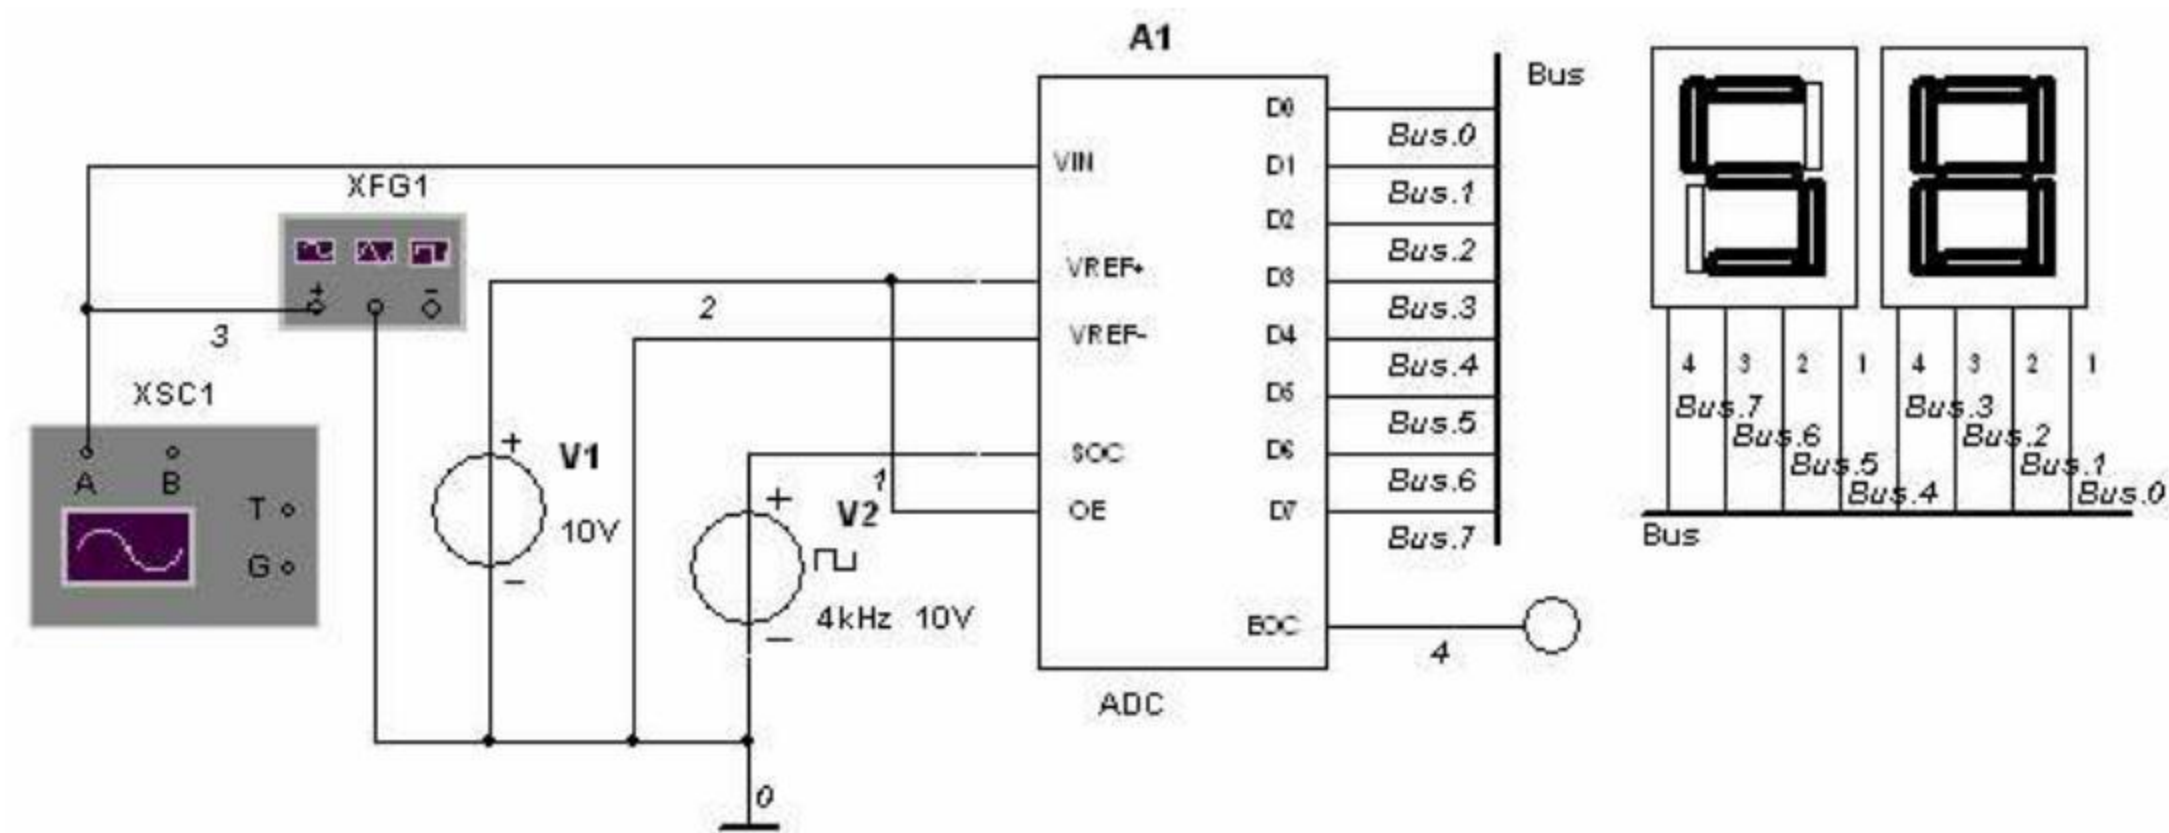 A1
Bus
D0
Bus.0
VIN
D1
XFG1
Bus.1
D2
Bus.2
VREF+
D3
+
-
2
Bus.3
3
VREF-
D4
4 3 2 1 4 3 2 1
Bus.4
XSC1
D5
Bus.7
Bus.3
Bus.5
Bus.6
Bus.2
+
V1
SOC
D6
Bus.5
Bus.1
A
B
1
Bus.6
Bus.4
Bus.0
+
V2
T
10V
OE
D7
Bus
Bus.7
G
-
4kHz 10V
EOC
-
4
ADC
0
58